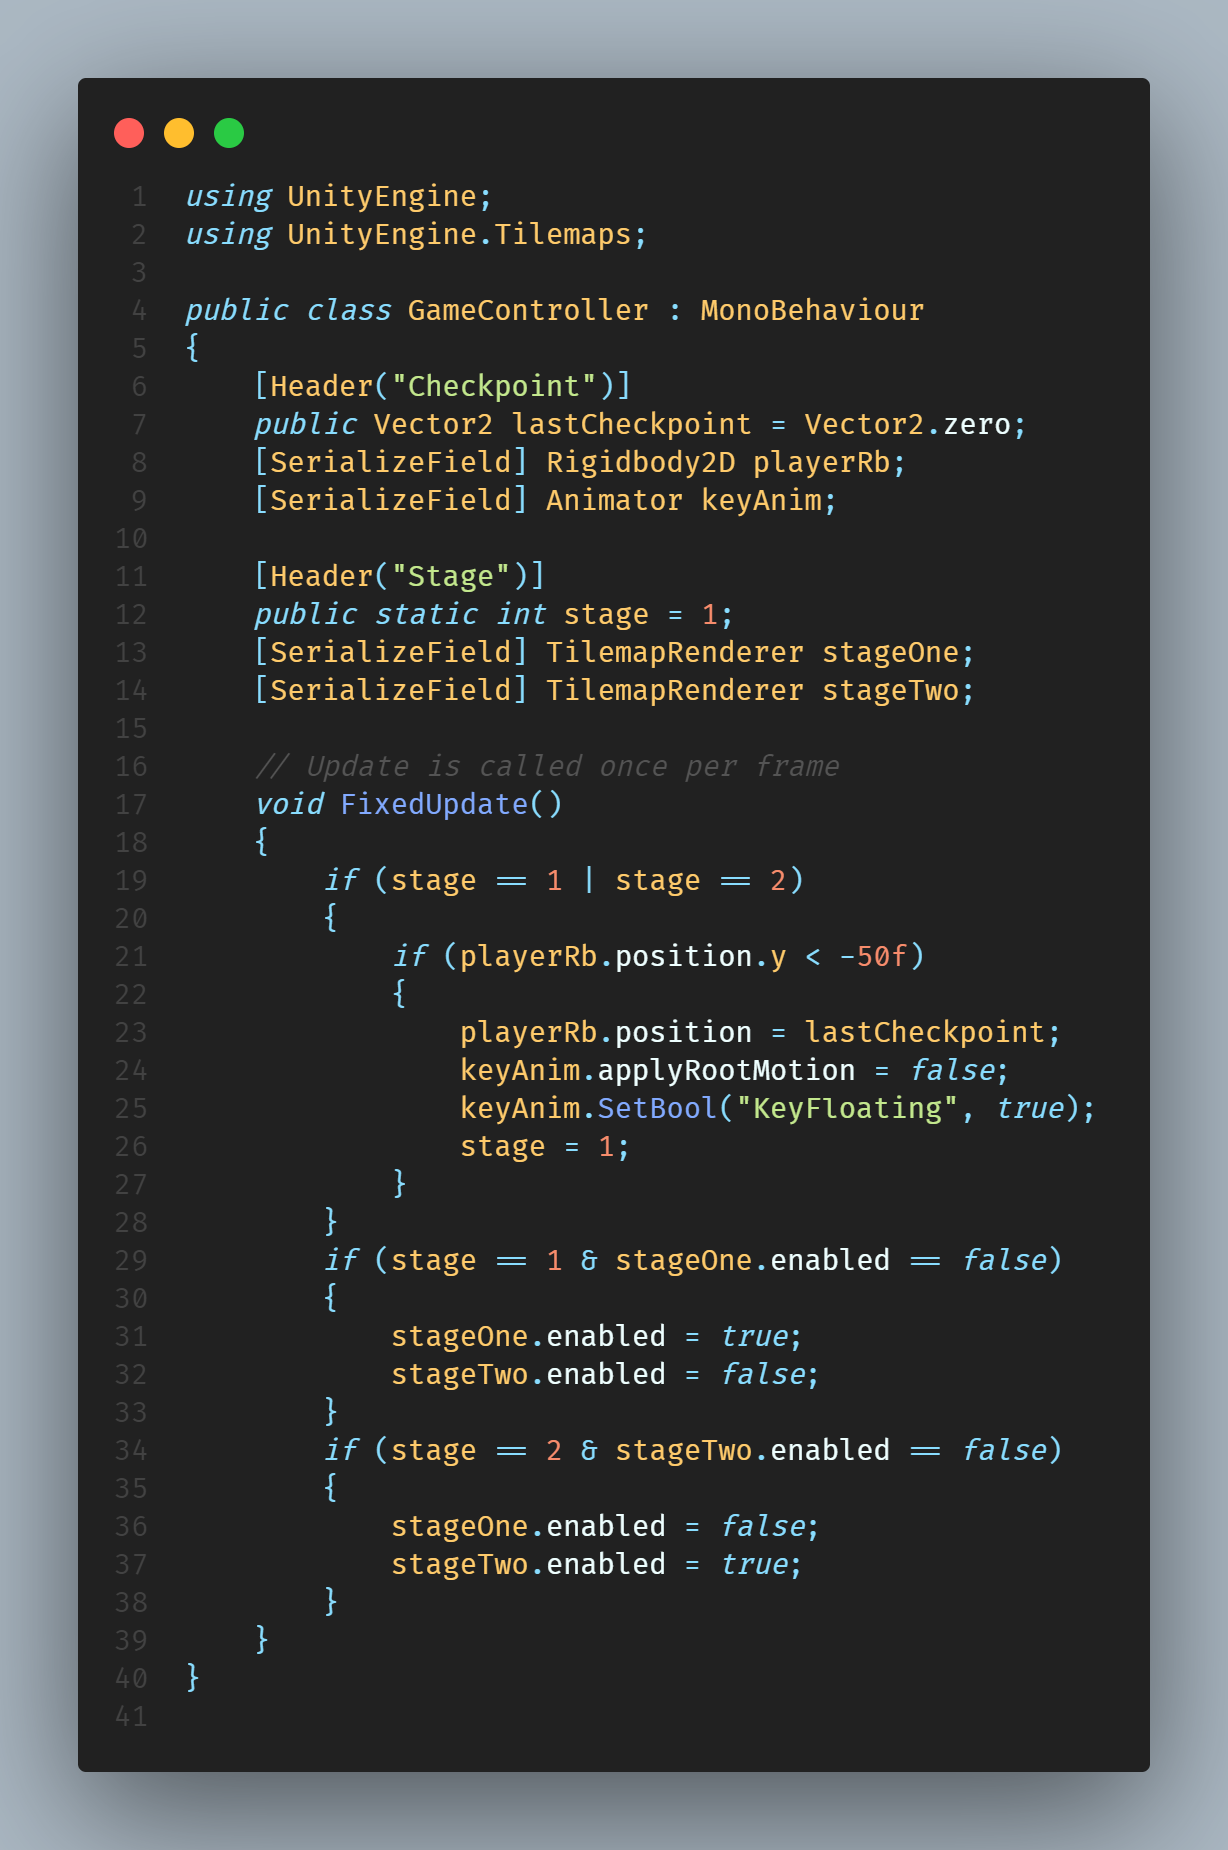 1 using UnityEngine;
2 using UnityEngine.Tilemaps;
3
4 public class GameController : MonoBehaviour
5 {
6     [Header("Checkpoint")]
7     public Vector2 lastCheckpoint = Vector2.zero;
8     [SerializeField] Rigidbody2D playerRb;
9     [SerializeField] Animator keyAnim;
10
11     [Header("Stage")]
12     public static int stage = 1;
13     [SerializeField] TilemapRenderer stageOne;
14     [SerializeField] TilemapRenderer stageTwo;
15
16     // Update is called once per frame
17     void FixedUpdate()
18     {
19         if (stage == 1 | stage == 2)
20         {
21             if (playerRb.position.y < -50f)
22             {
23                 playerRb.position = lastCheckpoint;
24                 keyAnim.applyRootMotion = false;
25                 keyAnim.SetBool("KeyFloating", true);
26                 stage = 1;
27             }
28         }
29         if (stage == 1 & stageOne.enabled == false)
30         {
31             stageOne.enabled = true;
32             stageTwo.enabled = false;
33         }
34         if (stage == 2 & stageTwo.enabled == false)
35         {
36             stageOne.enabled = false;
37             stageTwo.enabled = true;
38         }
39     }
40 }
41